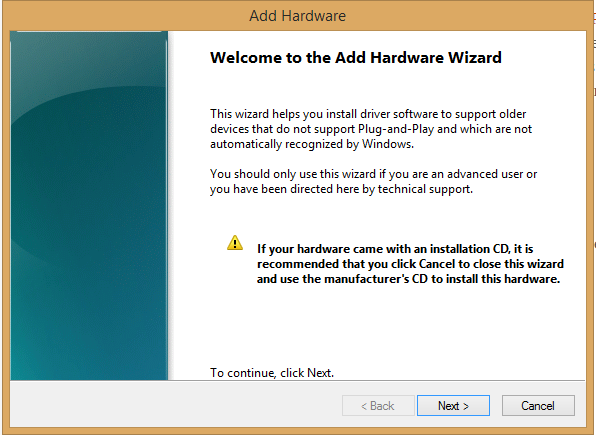 Add Hardware
Welcome to the Add Hardware Wizard
This wizard helps you install driver software to support older
devices that do not support Plug-and-Play and which are not
automatically recognized by Windows.
You should only use this wizard if you are an advanced user or
you have been directed here by technical support.
If your hardware came with an installation CD, it is
recommended that you click Cancel to close this wizard
and use the manufacturer's CD to install this hardware.
To continue, click Next.
< Back
Next >
Cancel